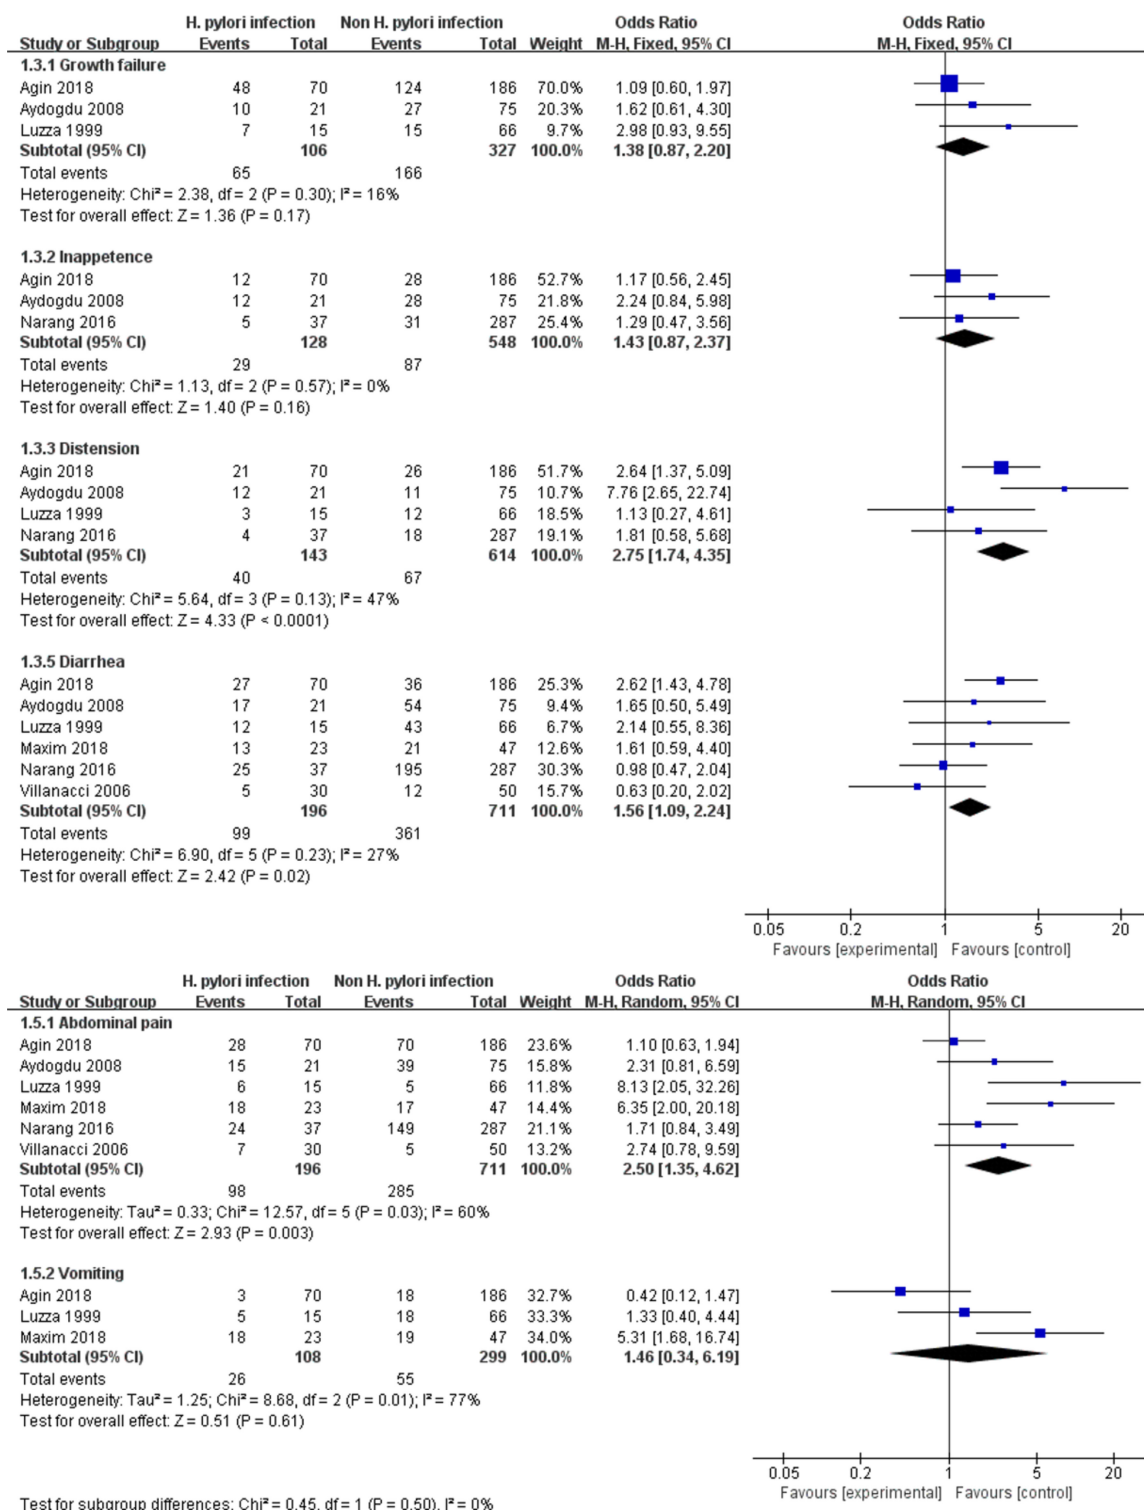 H. pylori infection Non H. pylori infection Odds Ratio Odds Ratio
Study or Subgroup Events Total Events Total Weight M-H, Fixed, 95% CI M-H, Fixed, 95% CI
1.3.1 Growth failure
Agin 2018 48 70 124 186 70.0% 1.09 [0.60, 1.97]
Aydogdu 2008 10 21 27 75 20.3% 1.62 [0.61, 4.30]
Luzza 1999 7 15 15 66 9.7% 2.98 [0.93, 9.55]
Subtotal (95% CI) 106 327 100.0% 1.38 [0.87, 2.20]
Total events 65 166
Heterogeneity: Chi² = 2.38, df = 2 (P = 0.30); I² = 16%
Test for overall effect: Z = 1.36 (P = 0.17)
1.3.2 Inappetence
Agin 2018 12 70 28 186 52.7% 1.17 [0.56, 2.45]
Aydogdu 2008 12 21 28 75 21.8% 2.24 [0.84, 5.98]
Narang 2016 5 37 31 287 25.4% 1.29 [0.47, 3.56]
Subtotal (95% CI) 128 548 100.0% 1.43 [0.87, 2.37]
Total events 29 87
Heterogeneity: Chi² = 1.13, df = 2 (P = 0.57); I² = 0%
Test for overall effect: Z = 1.40 (P = 0.16)
1.3.3 Distension
Agin 2018 21 70 26 186 51.7% 2.64 [1.37, 5.09]
Aydogdu 2008 12 21 11 75 10.7% 7.76 [2.65, 22.74]
Luzza 1999 3 15 12 66 18.5% 1.13 [0.27, 4.61]
Narang 2016 4 37 18 287 19.1% 1.81 [0.58, 5.68]
Subtotal (95% CI) 143 614 100.0% 2.75 [1.74, 4.35]
Total events 40 67
Heterogeneity: Chi² = 5.64, df = 3 (P = 0.13); I² = 47%
Test for overall effect: Z = 4.33 (P < 0.0001)
1.3.5 Diarrhea
Agin 2018 27 70 36 186 25.3% 2.62 [1.43, 4.78]
Aydogdu 2008 17 21 54 75 9.4% 1.65 [0.50, 5.49]
Luzza 1999 12 15 43 66 6.7% 2.14 [0.55, 8.36]
Maxim 2018 13 23 21 47 12.6% 1.61 [0.59, 4.40]
Narang 2016 25 37 195 287 30.3% 0.98 [0.47, 2.04]
Villanacci 2006 5 30 12 50 15.7% 0.63 [0.20, 2.02]
Subtotal (95% CI) 196 711 100.0% 1.56 [1.09, 2.24]
Total events 99 361
Heterogeneity: Chi² = 6.90, df = 5 (P = 0.23); I² = 27%
Test for overall effect: Z = 2.42 (P = 0.02)
0.05 0.2 1 5 20
Favours [experimental] Favours [control]
H. pylori infection Non H. pylori infection Odds Ratio Odds Ratio
Study or Subgroup Events Total Events Total Weight M-H, Random, 95% CI M-H, Random, 95% CI
1.5.1 Abdominal pain
Agin 2018 28 70 70 186 23.6% 1.10 [0.63, 1.94]
Aydogdu 2008 15 21 39 75 15.8% 2.31 [0.81, 6.59]
Luzza 1999 6 15 5 66 11.8% 8.13 [2.05, 32.26]
Maxim 2018 18 23 17 47 14.4% 6.35 [2.00, 20.18]
Narang 2016 24 37 149 287 21.1% 1.71 [0.84, 3.49]
Villanacci 2006 7 30 5 50 13.2% 2.74 [0.78, 9.59]
Subtotal (95% CI) 196 711 100.0% 2.50 [1.35, 4.62]
Total events 98 285
Heterogeneity: Tau² = 0.33; Chi² = 12.57, df = 5 (P = 0.03); I² = 60%
Test for overall effect: Z = 2.93 (P = 0.003)
1.5.2 Vomiting
Agin 2018 3 70 18 186 32.7% 0.42 [0.12, 1.47]
Luzza 1999 5 15 18 66 33.3% 1.33 [0.40, 4.44]
Maxim 2018 18 23 19 47 34.0% 5.31 [1.68, 16.74]
Subtotal (95% CI) 108 299 100.0% 1.46 [0.34, 6.19]
Total events 26 55
Heterogeneity: Tau² = 1.25; Chi² = 8.68, df = 2 (P = 0.01); I² = 77%
Test for overall effect: Z = 0.51 (P = 0.61)
0.05 0.2 1 5 20
Favours [experimental] Favours [control]
Test for subgroup differences: Chi² = 0.45, df = 1 (P = 0.50), I² = 0%